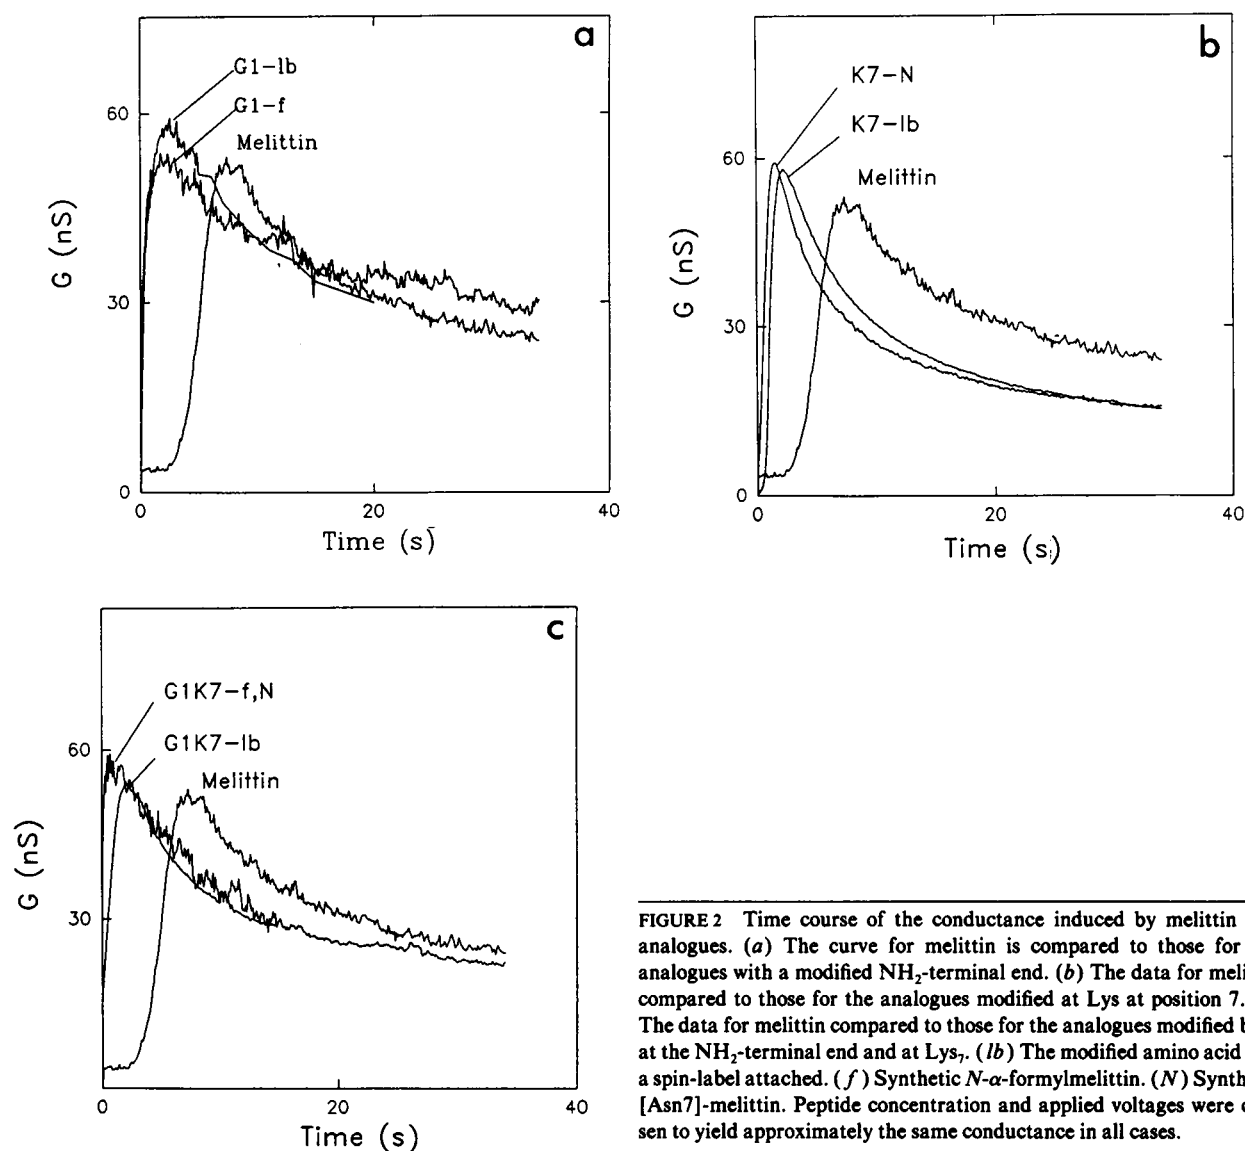 a
G1-lb
G1-f
Melittin
60
30
0
G (nS)
0
20
40
Time (s)
b
K7-N
K7-lb
Melittin
60
30
0
G (nS)
0
20
40
Time (s)
c
G1K7-f,N
G1K7-lb
Melittin
60
30
G (nS)
0
20
40
Time (s)
FIGURE 2 Time course of the conductance induced by melittin
analogues. (a) The curve for melittin is compared to those for
analogues with a modified NH2-terminal end. (b) The data for meli
compared to those for the analogues modified at Lys at position 7.
The data for melittin compared to those for the analogues modified b
at the NH2-terminal end and at Lys7. (lb) The modified amino acid
a spin-label attached. (f) Synthetic N-α-formylmelittin. (N) Synth
[Asn7]-melittin. Peptide concentration and applied voltages were c
sen to yield approximately the same conductance in all cases.